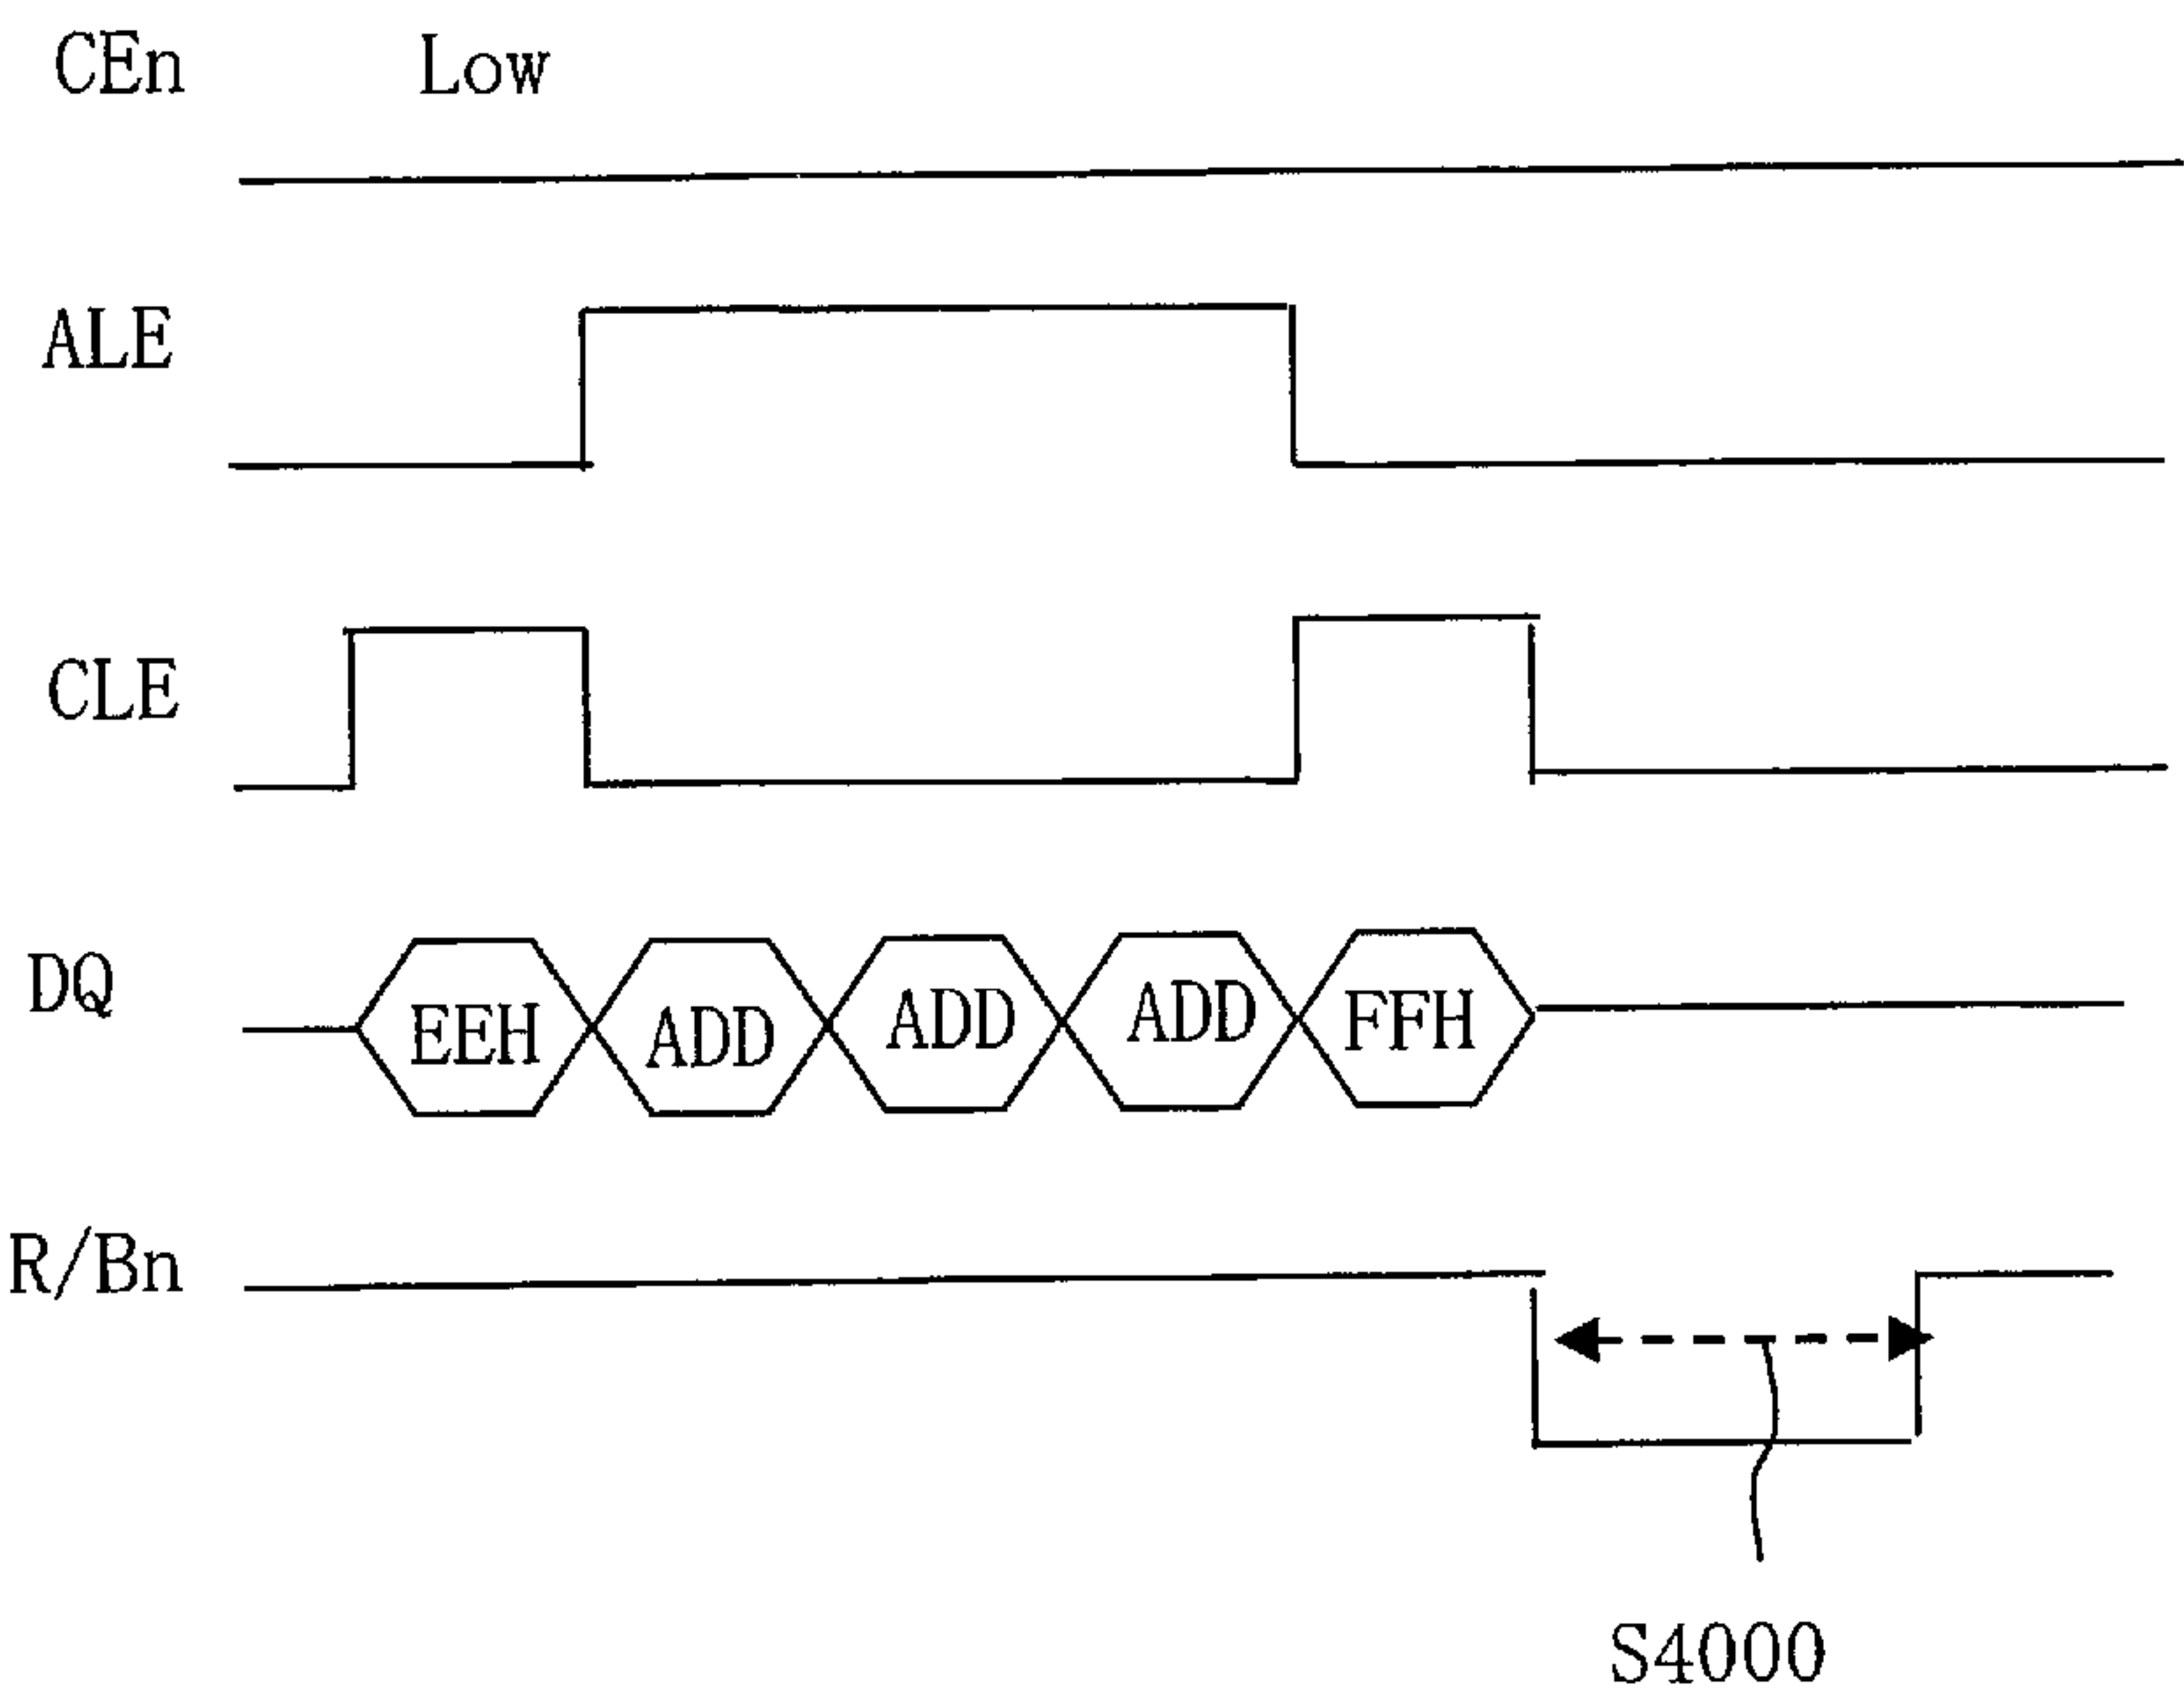 CEn Low
ALE
CLE
DQ EEH ADD ADD ADD FFH
R/Bn
S4000